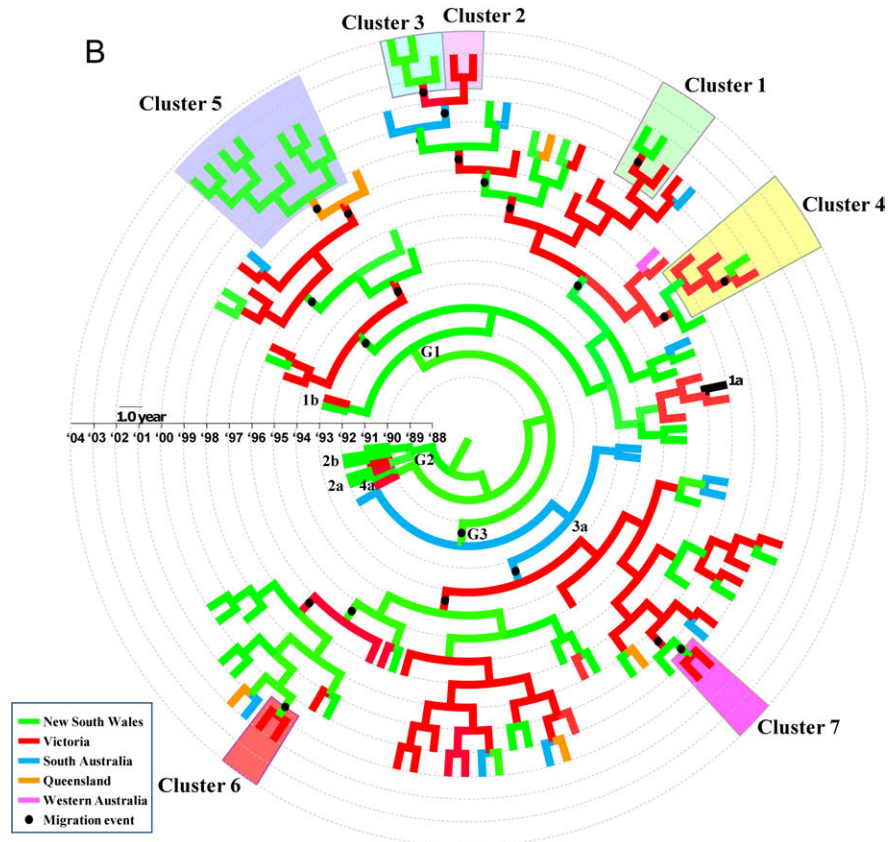 B
Cluster 3
Cluster 2
Cluster 1
Cluster 5
Cluster 4
G1
1a
1b
1.0 year
'04 '03 '02 '01 '00 '99 '98 '97 '96 '95 '94 '93 '92 '91 '90 '89 '88
2b
G2
2a
4a
G3
3a
New South Wales
Victoria
South Australia
Queensland
Western Australia
Migration event
Cluster 6
Cluster 7